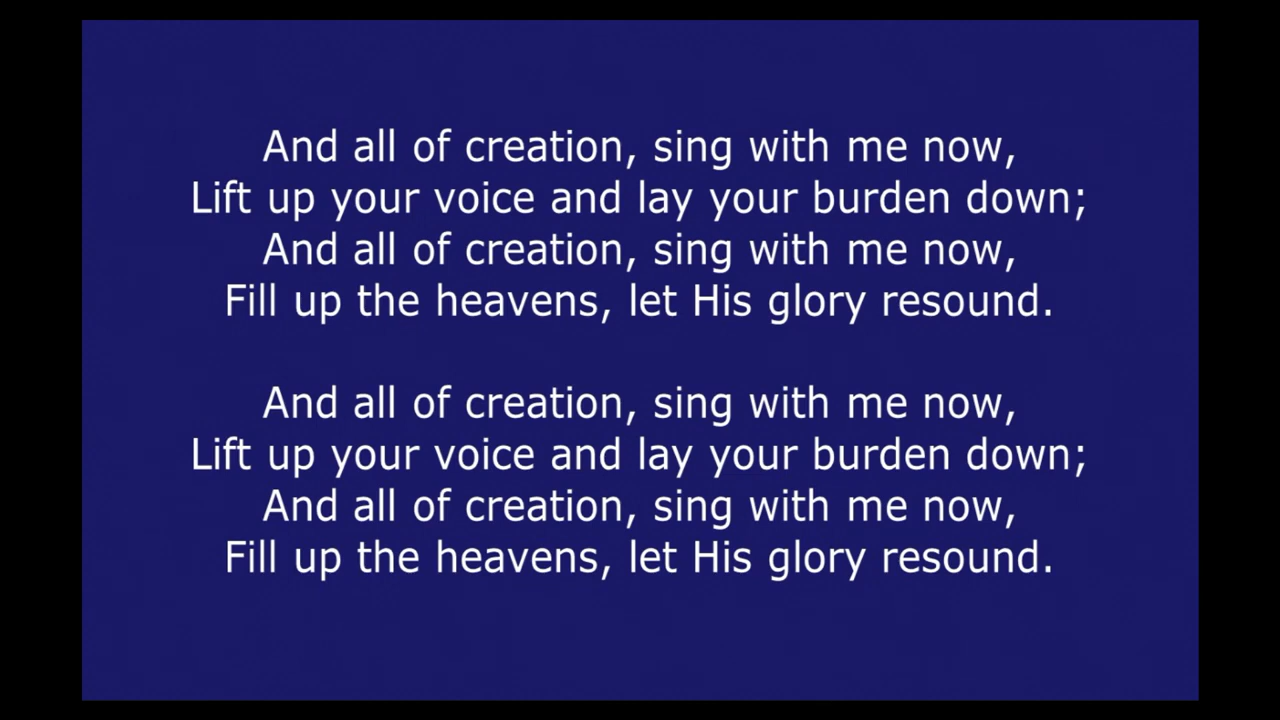 And all of creation, sing with me now,
Lift up your voice and lay your burden down;
And all of creation, sing with me now,
Fill up the heavens, let His glory resound.
And all of creation, sing with me now,
Lift up your voice and lay your burden down;
And all of creation, sing with me now,
Fill up the heavens, let His glory resound.